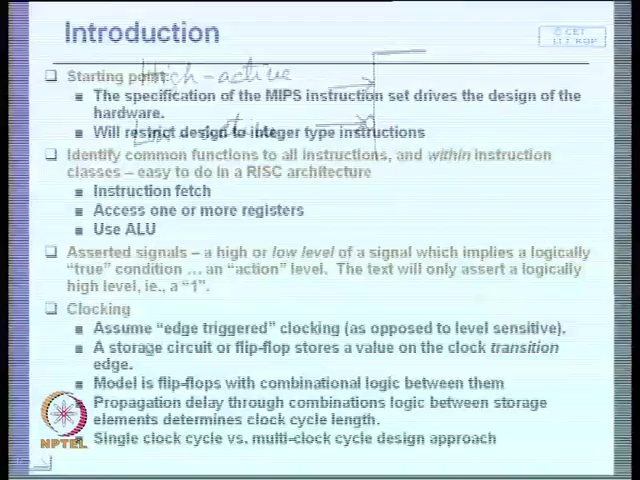 Introduction
© CET
I.I.T. KGP
High-active
Starting point:
The specification of the MIPS instruction set drives the design of the
hardware.
Will restrict design to integer type instructions
Identify common functions to all instructions, and within instruction
classes – easy to do in a RISC architecture
Instruction fetch
Access one or more registers
Use ALU
Asserted signals – a high or low level of a signal which implies a logically
“true” condition … an “action” level. The text will only assert a logically
high level, ie., a “1”.
Clocking
Assume “edge triggered” clocking (as opposed to level sensitive).
A storage circuit or flip-flop stores a value on the clock transition
edge.
Model is flip-flops with combinational logic between them
Propagation delay through combinations logic between storage
elements determines clock cycle length.
Single clock cycle vs. multi-clock cycle design approach
NPTEL